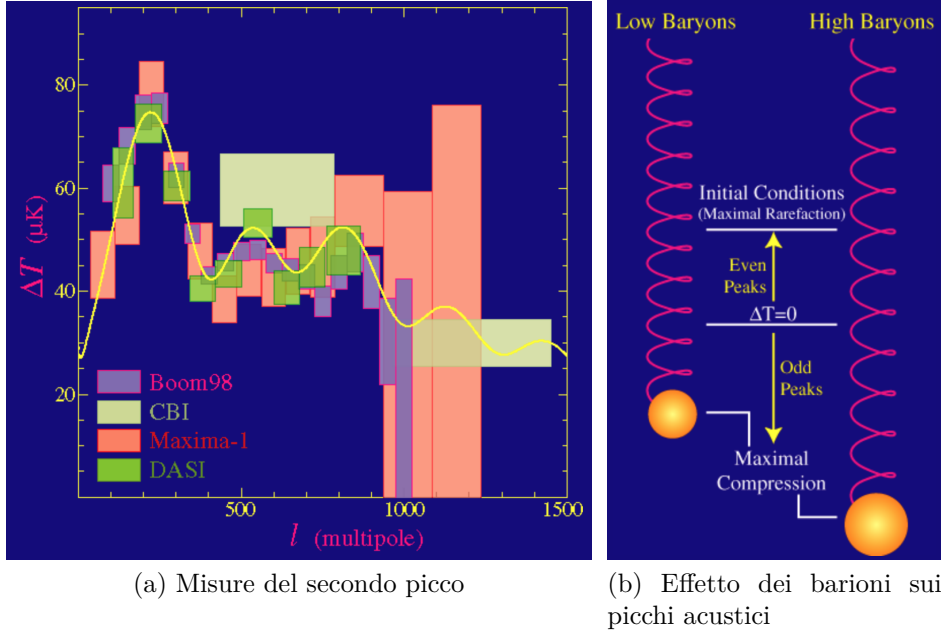 80
60
40
20
ΔT (μK)
Boom98
CBI
Maxima-1
DASI
500
1000
1500
l (multipole)
(a) Misure del secondo picco
Low Baryons
High Baryons
Initial Conditions
(Maximal Rarefaction)
Even
Peaks
ΔT=0
Odd
Peaks
Maximal
Compression
(b) Effetto dei barioni sui
picchi acustici